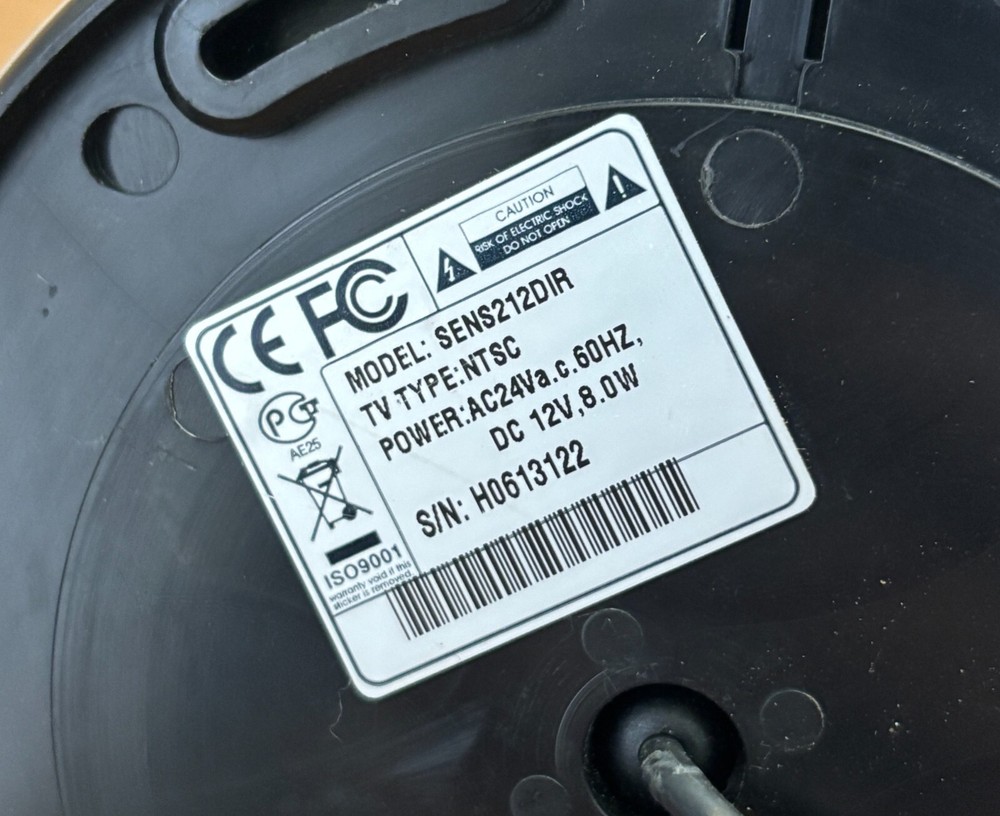 CE FC
CAUTION
RISK OF ELECTRIC SHOCK
DO NOT OPEN
MODEL: SENS212DIR
TV TYPE:NTSC
POWER:AC24Va.c.60HZ,
DC 12V,8.0W
S/N: H0613122
PG
AE25
ISO9001
warranty void if this
sticker is removed